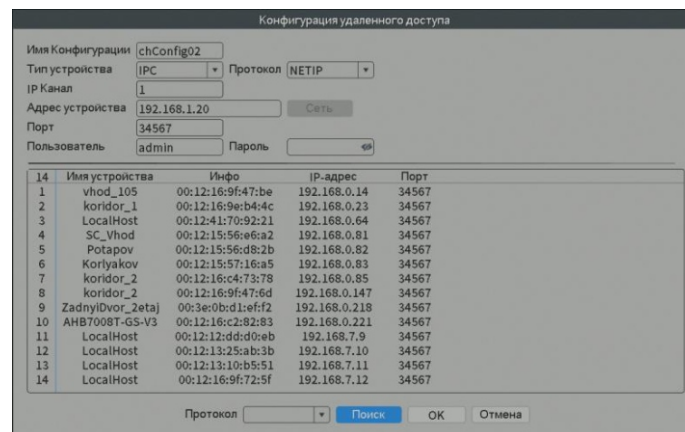 Конфигурация удаленного доступа
Имя Конфигурации chConfig02
Тип устройства IPC Протокол NETIP
IP Канал 1
Адрес устройства 192.168.1.20 Сеть
Порт 34567
Пользователь admin Пароль
14 Имя устройства Инфо IP-адрес Порт
1 vhod_105 00:12:16:9f:47:be 192.168.0.14 34567
2 koridor_1 00:12:16:9e:b4:4c 192.168.0.23 34567
3 LocalHost 00:12:41:70:92:21 192.168.0.64 34567
4 SC_Vhod 00:12:15:56:e6:a2 192.168.0.81 34567
5 Potapov 00:12:15:56:d8:2b 192.168.0.82 34567
6 Korlyakov 00:12:15:57:16:a5 192.168.0.83 34567
7 koridor_2 00:12:16:c4:73:78 192.168.0.85 34567
8 koridor_2 00:12:16:9f:47:6d 192.168.0.147 34567
9 ZadnyiDvor_2etaj 00:3e:0b:d1:ef:f2 192.168.0.218 34567
10 AHB7008T-GS-V3 00:12:16:c2:82:83 192.168.0.221 34567
11 LocalHost 00:12:12:dd:d0:eb 192.168.7.9 34567
12 LocalHost 00:12:13:25:ab:3b 192.168.7.10 34567
13 LocalHost 00:12:13:10:b5:51 192.168.7.11 34567
14 LocalHost 00:12:16:9f:72:5f 192.168.7.12 34567
Протокол Поиск OK Отмена